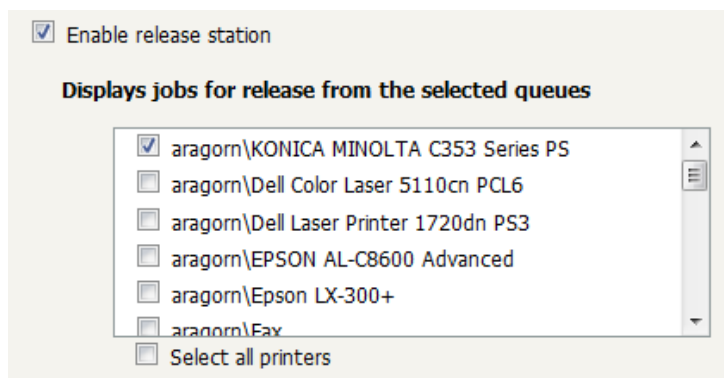 Enable release station
Displays jobs for release from the selected queues
aragorn\KONICA MINOLTA C353 Series PS
aragorn\Dell Color Laser 5110cn PCL6
aragorn\Dell Laser Printer 1720dn PS3
aragorn\EPSON AL-C8600 Advanced
aragorn\Epson LX-300+
aragorn\Fax
Select all printers